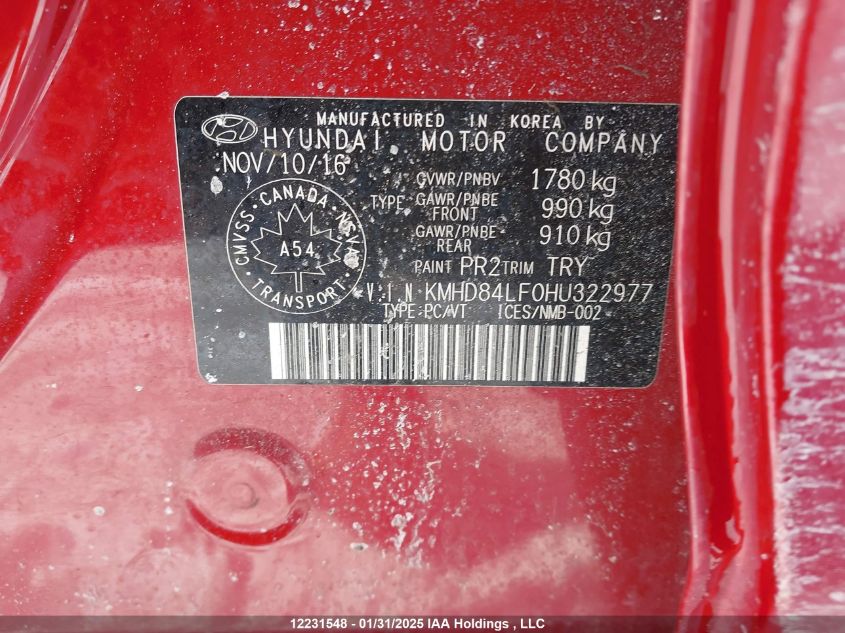 MANUFACTURED IN KOREA BY
HYUNDAI MOTOR COMPANY
NOV/10/16
GVWR/PNBV 1780 kg
TYPE GAWR/PNBE FRONT 990 kg
GAWR/PNBE REAR 910 kg
CMVSS·CANADA·NSVAC
A54
TRANSPORT
PAINT PR2 TRIM TRY
V.I.N KMHD84LF0HU322977
TYPE:PC/VT ICES/NMB-002
12231548 - 01/31/2025 IAA Holdings , LLC